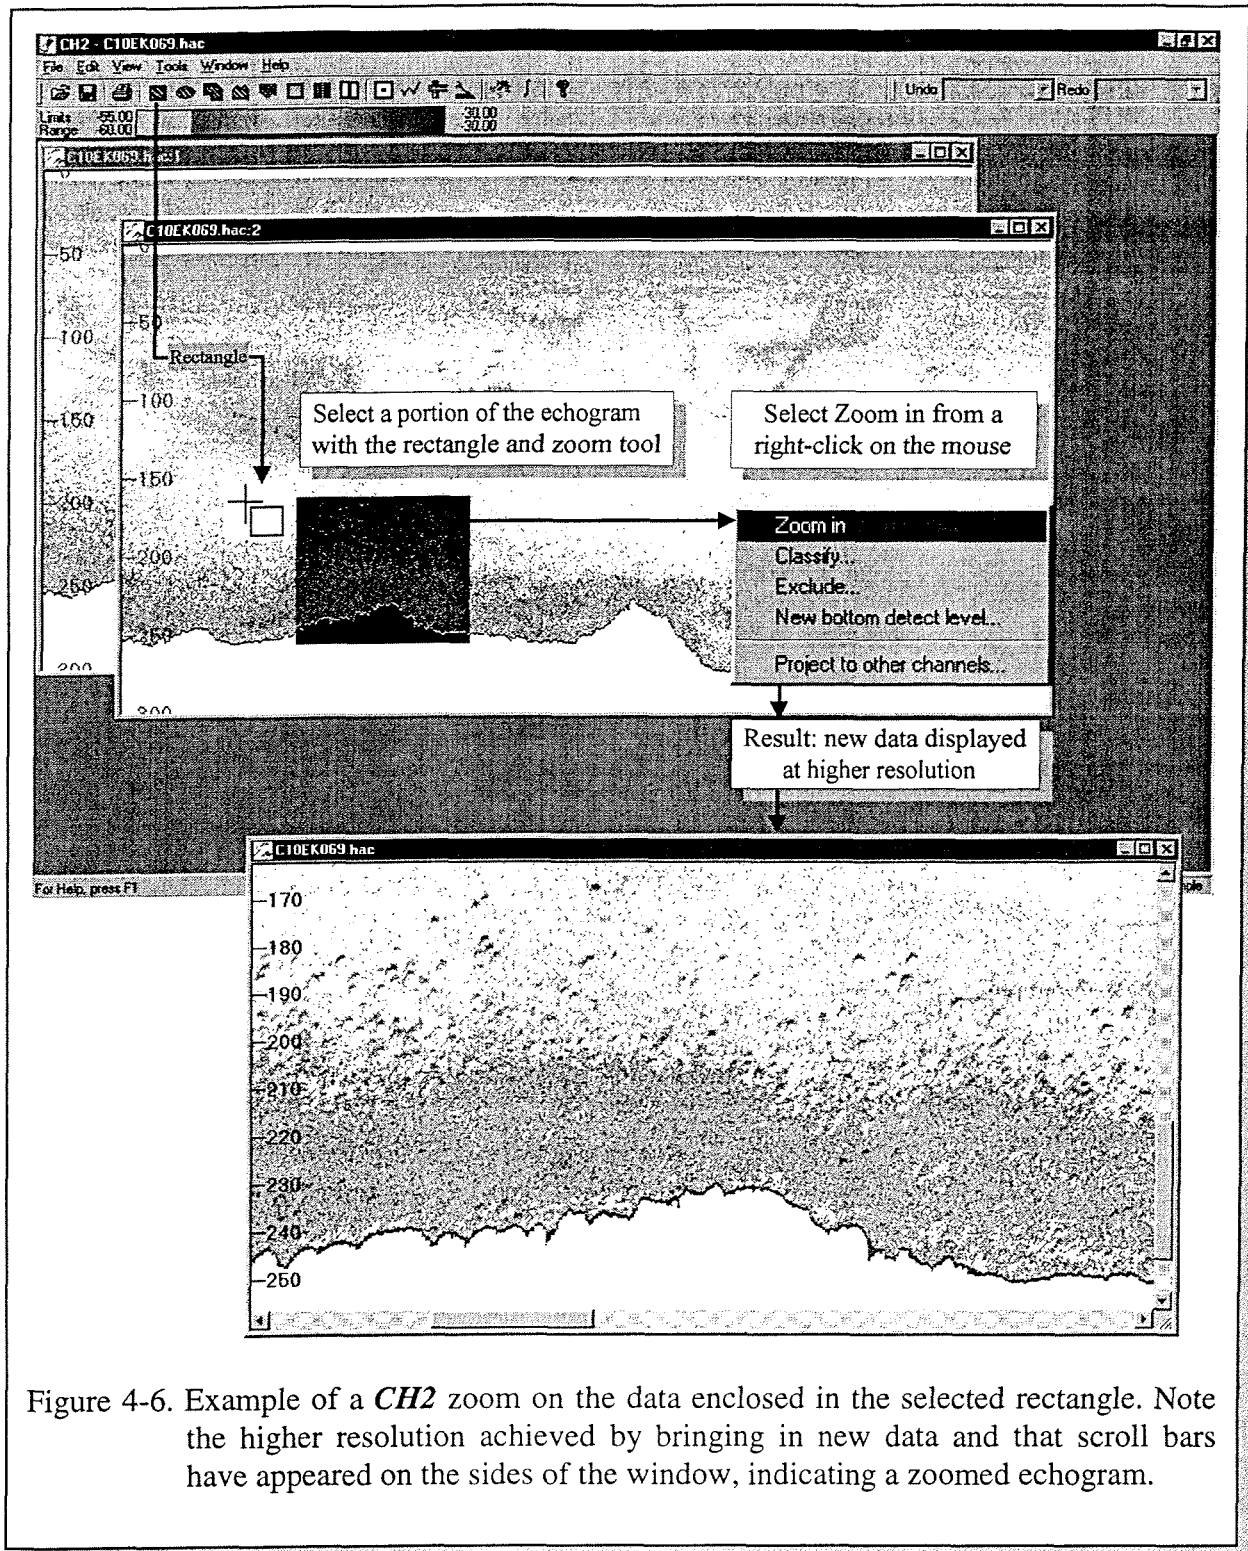 CH2 - C10EK069.hac
File Edit View Tools Window Help
Undo Redo
Limits -55.00 -30.00
Range -60.00 -30.00
C10EK069.hac:1
0
-50
-100
-150
-200
-250
C10EK069.hac:2
0
-50
-100
-150
-200
-250
Rectangle
Select a portion of the echogram
with the rectangle and zoom tool
Select Zoom in from a
right-click on the mouse
Zoom in
Classify...
Exclude...
New bottom detect level...
Project to other channels...
Result: new data displayed
at higher resolution
For Help, press F1
C10EK069.hac
-170
-180
-190
-200
-210
-220
-230
-240
-250
Figure 4-6. Example of a CH2 zoom on the data enclosed in the selected rectangle. Note
the higher resolution achieved by bringing in new data and that scroll bars
have appeared on the sides of the window, indicating a zoomed echogram.